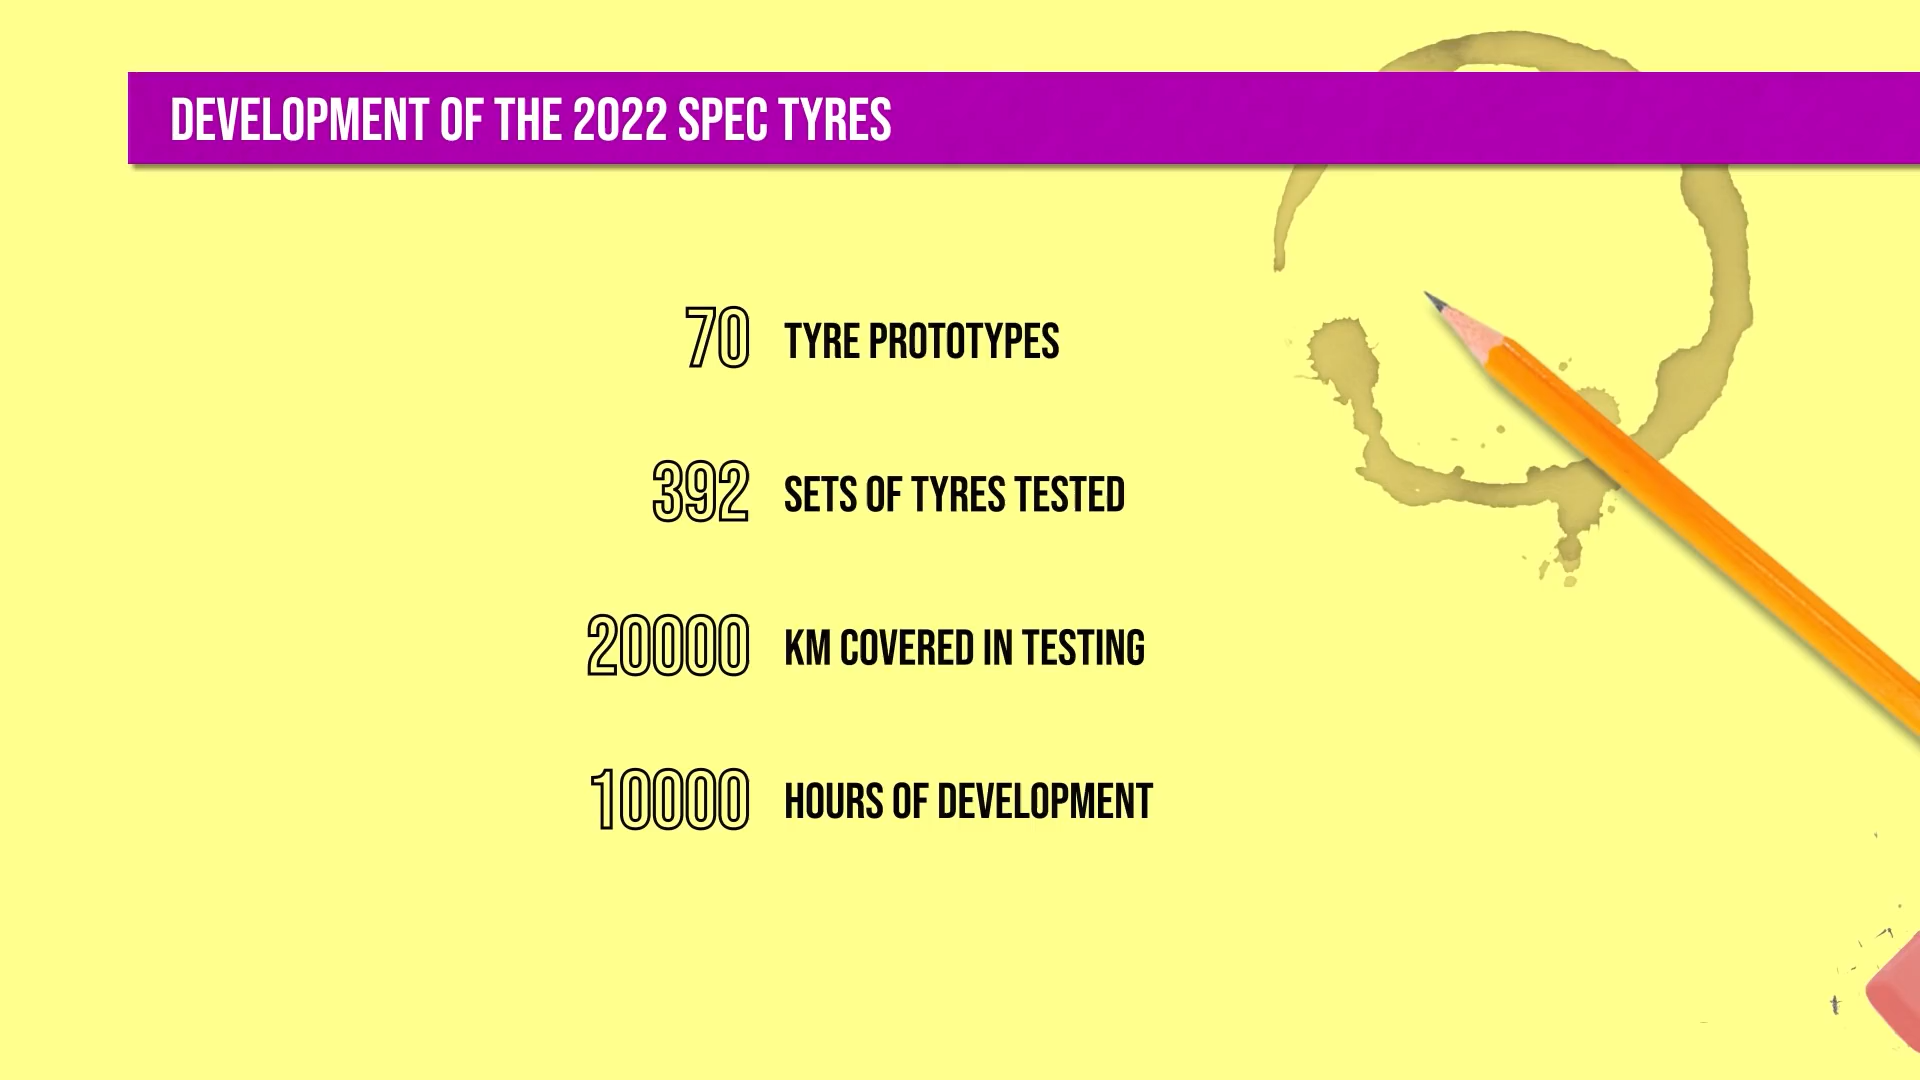 DEVELOPMENT OF THE 2022 SPEC TYRES
70 TYRE PROTOTYPES
392 SETS OF TYRES TESTED
20000 KM COVERED IN TESTING
10000 HOURS OF DEVELOPMENT